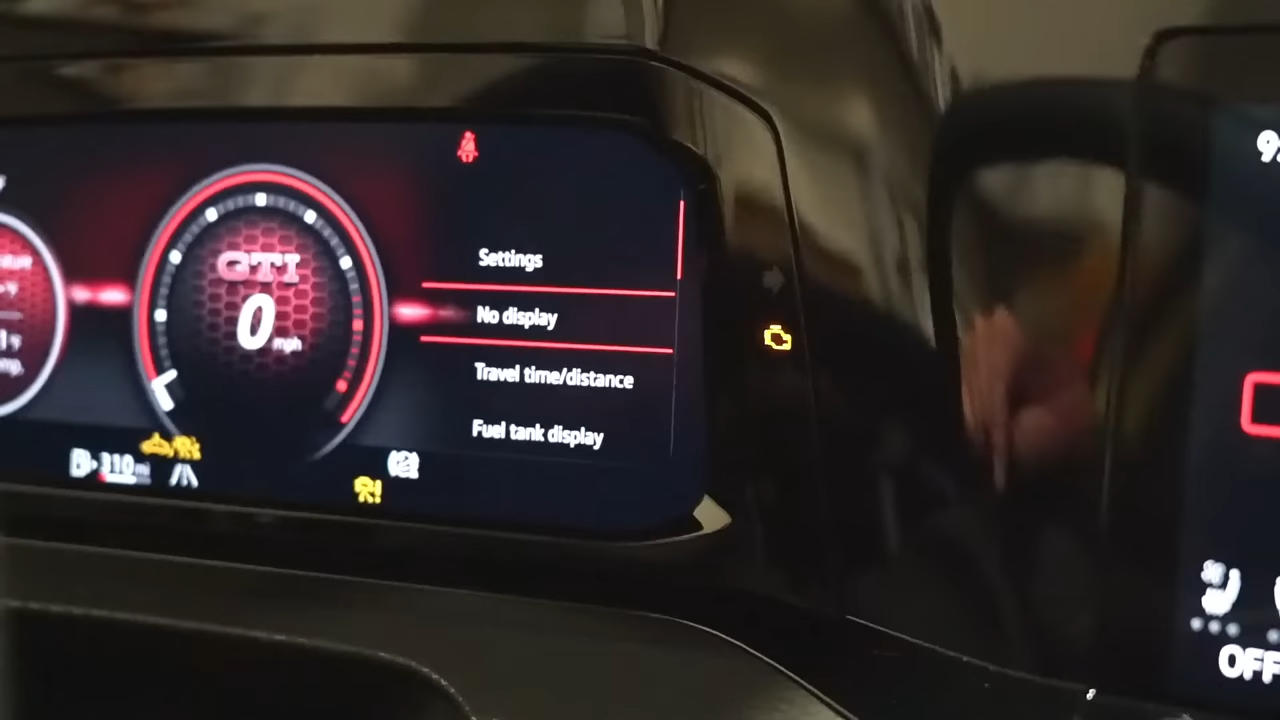 GTI
0
mph
Settings
No display
Travel time/distance
Fuel tank display
310 mi
OFF